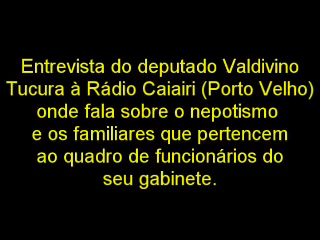 Entrevista do deputado Valdivino
Tucura à Rádio Caiairi (Porto Velho)
onde fala sobre o nepotismo
e os familiares que pertencem
ao quadro de funcionários do
seu gabinete.